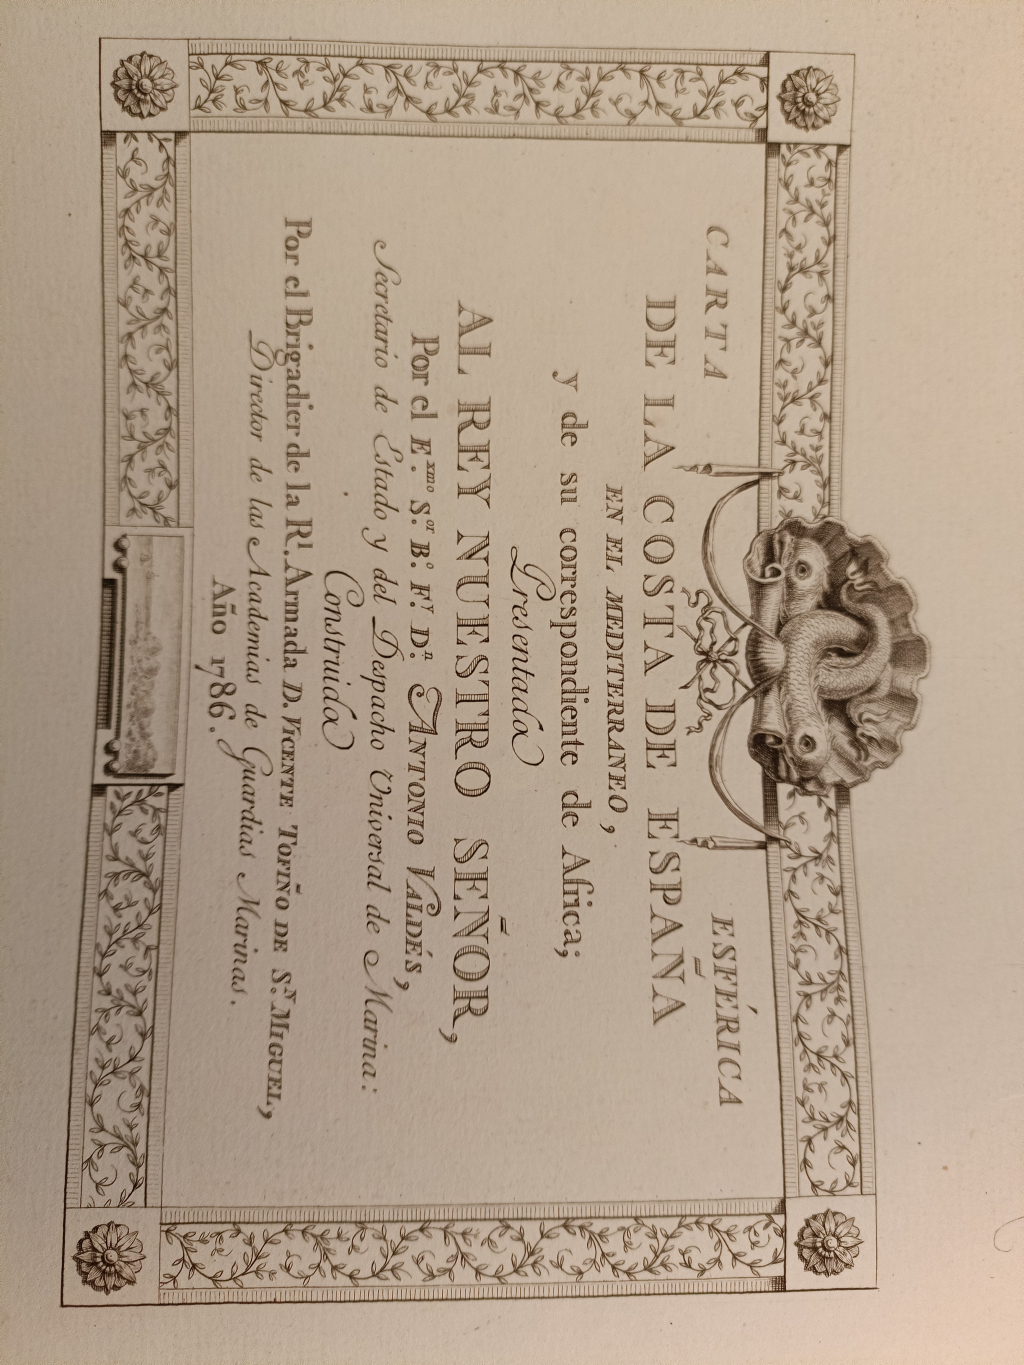 CARTA ESFÉRICA
DE LA COSTA DE ESPAÑA
EN EL MEDITERRANEO,
y de su correspondiente de Africa;
Presentada
AL REY NUESTRO SEÑOR,
Por el E.xmo S.or B.o F.y D.n ANTONIO VALDÉS,
Secretario de Estado y del Despacho Universal de Marina:
Construida
Por el Brigadier de la R.l Armada D. VICENTE TOFIÑO DE S.N MIGUEL,
Director de las Academias de Guardias Marinas.
Año 1786.